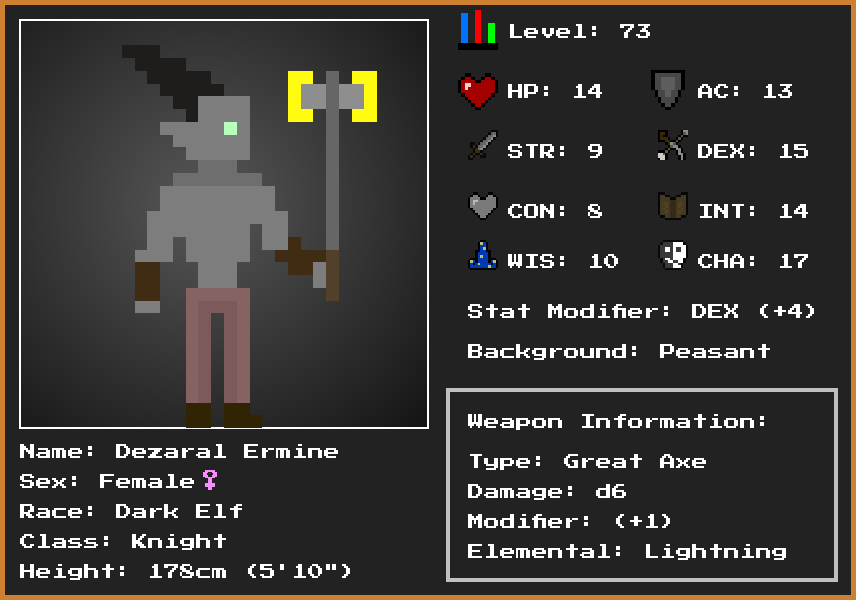 Level: 73
HP: 14 AC: 13
STR: 9 DEX: 15
CON: 8 INT: 14
WIS: 10 CHA: 17
Stat Modifier: DEX (+4)
Background: Peasant
Weapon Information:
Type: Great Axe
Damage: d6
Modifier: (+1)
Elemental: Lightning
Name: Dezaral Ermine
Sex: Female♀
Race: Dark Elf
Class: Knight
Height: 178cm (5'10")